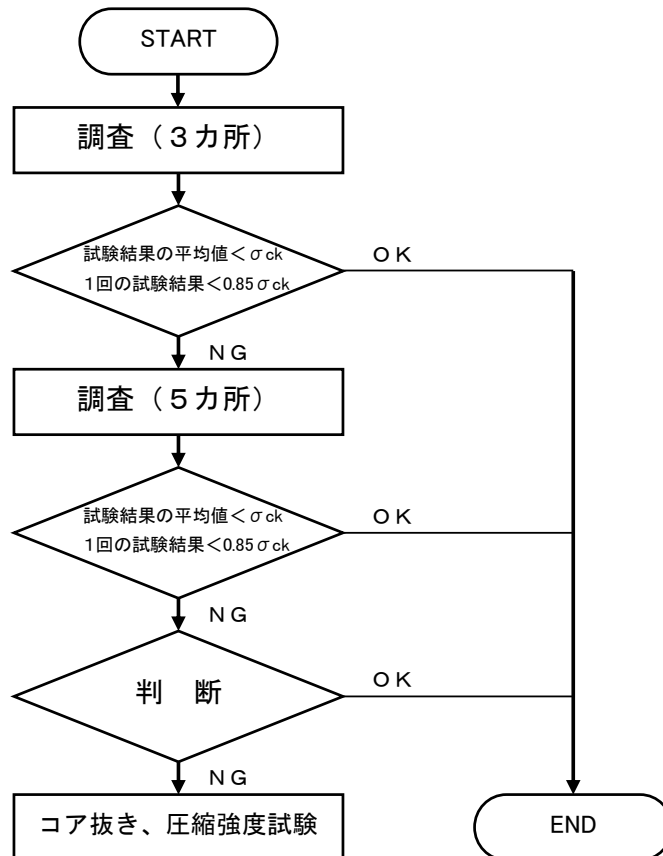 START
調査（３カ所）
試験結果の平均値＜σck
1回の試験結果＜0.85σck
ＯＫ
ＮＧ
調査（５カ所）
試験結果の平均値＜σck
1回の試験結果＜0.85σck
ＯＫ
ＮＧ
判　断
ＯＫ
ＮＧ
コア抜き、圧縮強度試験
END